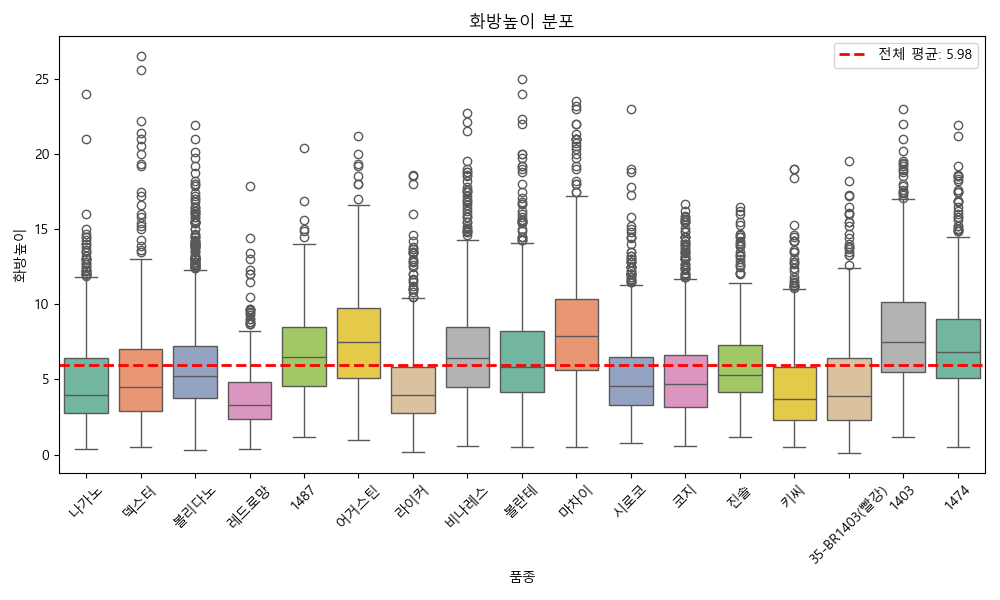 화방높이 분포
전체 평균: 5.98
화방높이
25
20
15
10
5
0
나가노
덱스터
볼리다노
레드로망
1487
어거스틴
라이커
비나레스
볼란테
마차이
시로코
코지
진솔
키씨
35-BR1403(빨강)
1403
1474
품종